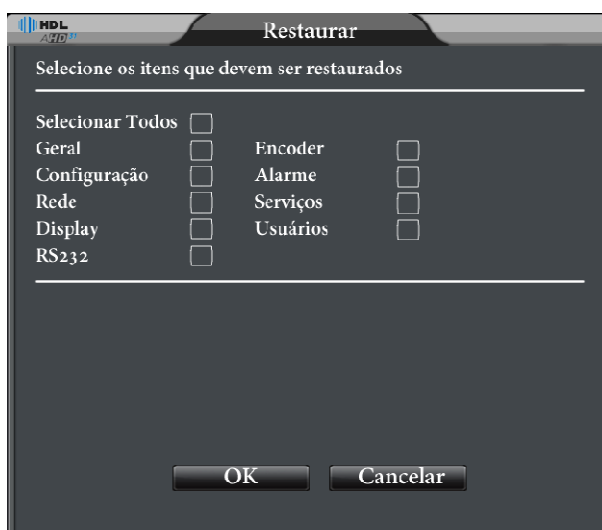 HDL
AHD
Restaurar
Selecione os itens que devem ser restaurados
Selecionar Todos
Geral
Encoder
Configuração
Alarme
Rede
Serviços
Display
Usuários
RS232
OK
Cancelar